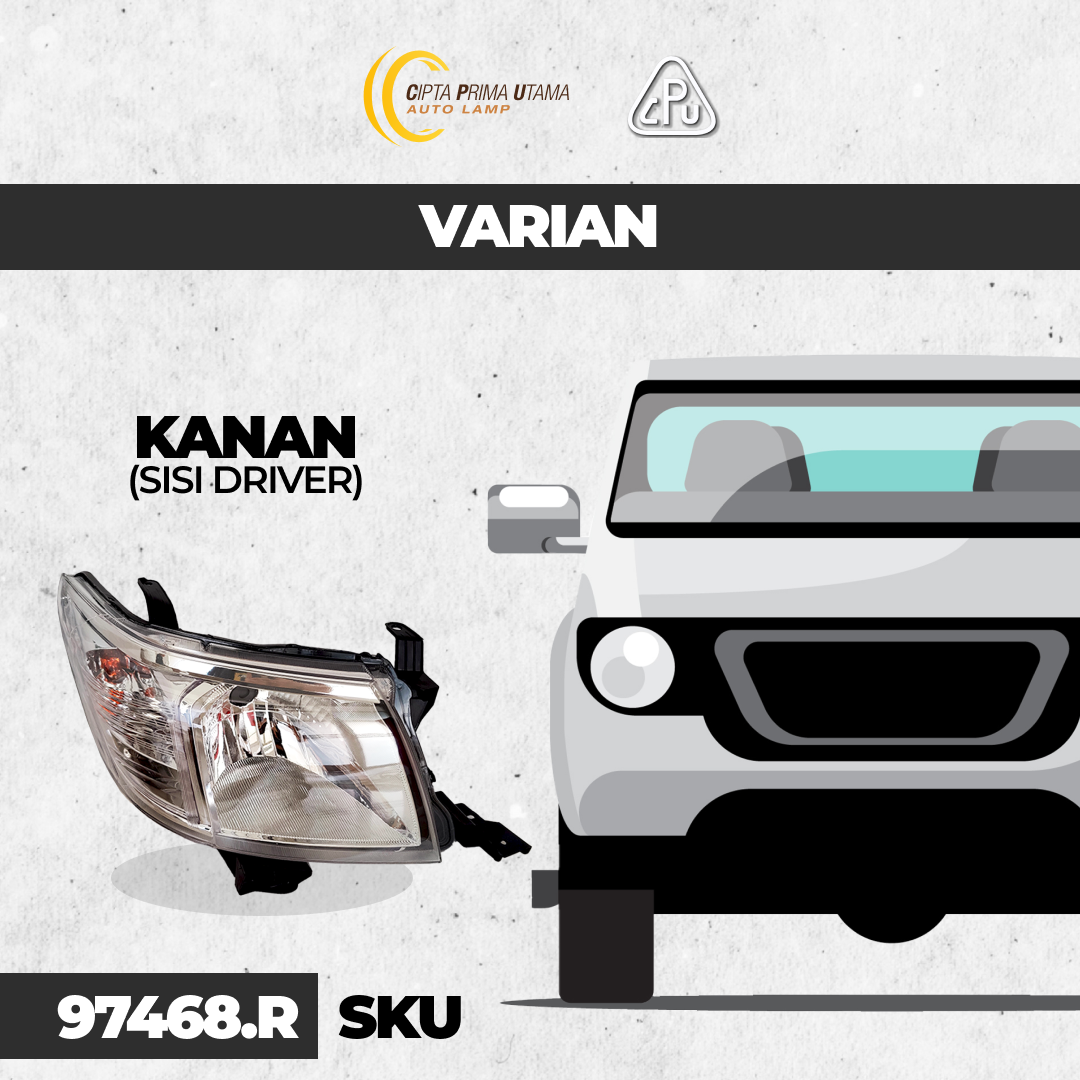 CIPTA PRIMA UTAMA
AUTO LAMP
CPU
VARIAN
KANAN
(SISI DRIVER)
97468.R SKU